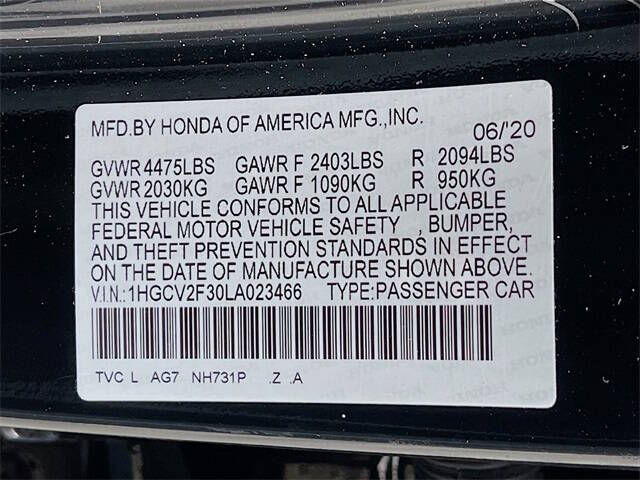 MFD.BY HONDA OF AMERICA MFG.,INC. 06/'20
GVWR 4475LBS GAWR F 2403LBS R 2094LBS
GVWR 2030KG GAWR F 1090KG R 950KG
THIS VEHICLE CONFORMS TO ALL APPLICABLE
FEDERAL MOTOR VEHICLE SAFETY , BUMPER,
AND THEFT PREVENTION STANDARDS IN EFFECT
ON THE DATE OF MANUFACTURE SHOWN ABOVE.
V.I.N.:1HGCV2F30LA023466 TYPE:PASSENGER CAR
TVC L AG7 NH731P .Z .A